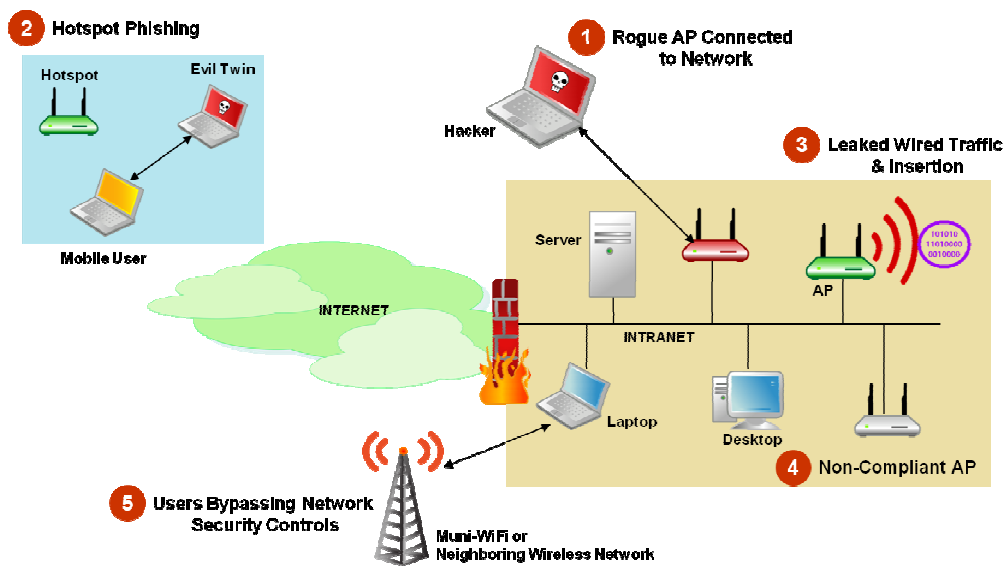 2 Hotspot Phishing
Hotspot
Evil Twin
Mobile User
1 Rogue AP Connected
to Network
Hacker
3 Leaked Wired Traffic
& Insertion
Server
AP
101010
11010000
0010000
INTERNET
INTRANET
Laptop
Desktop
4 Non-Compliant AP
5 Users Bypassing Network
Security Controls
Muni-WiFi or
Neighboring Wireless Network